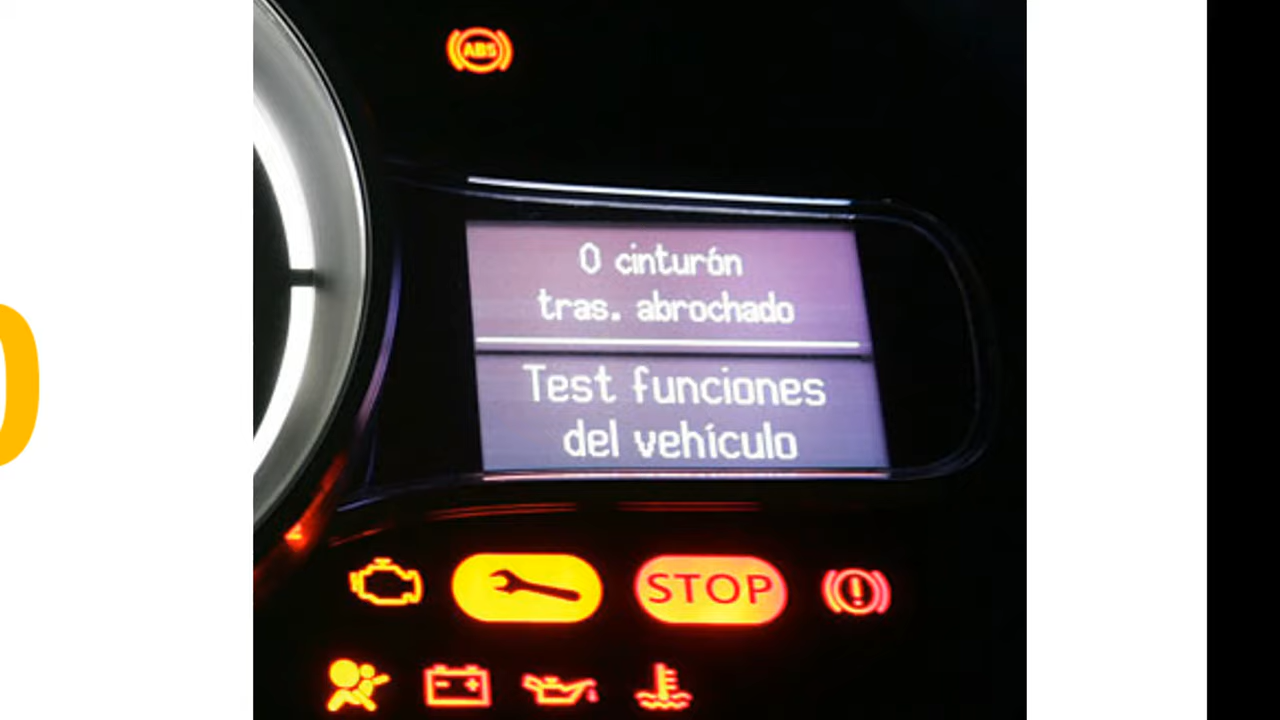 ABS
0 cinturón
tras. abrochado
Test funciones
del vehículo
STOP